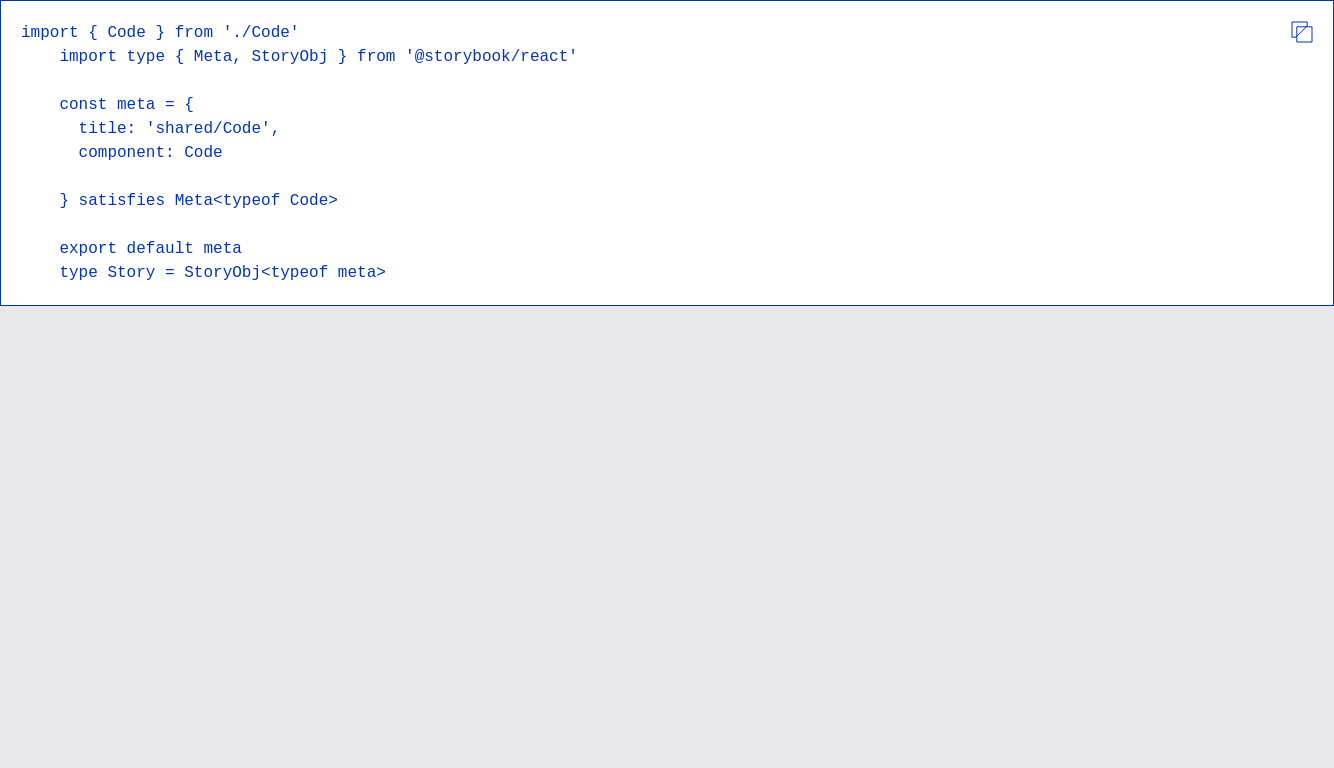 import { Code } from './Code'
    import type { Meta, StoryObj } from '@storybook/react'

    const meta = {
      title: 'shared/Code',
      component: Code

    } satisfies Meta<typeof Code>

    export default meta
    type Story = StoryObj<typeof meta>